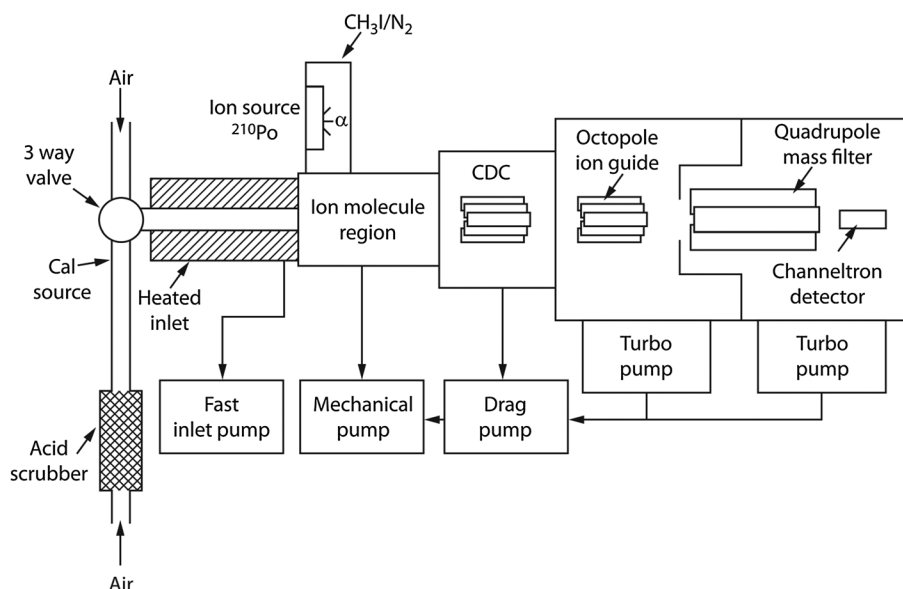 CH₃I/N₂
Air
Ion source
²¹⁰Po
α
3 way
valve
Octopole
ion guide
Quadrupole
mass filter
CDC
Ion molecule
region
Cal
source
Heated
inlet
Channeltron
detector
Turbo
pump
Turbo
pump
Fast
inlet pump
Mechanical
pump
Drag
pump
Acid
scrubber
Air